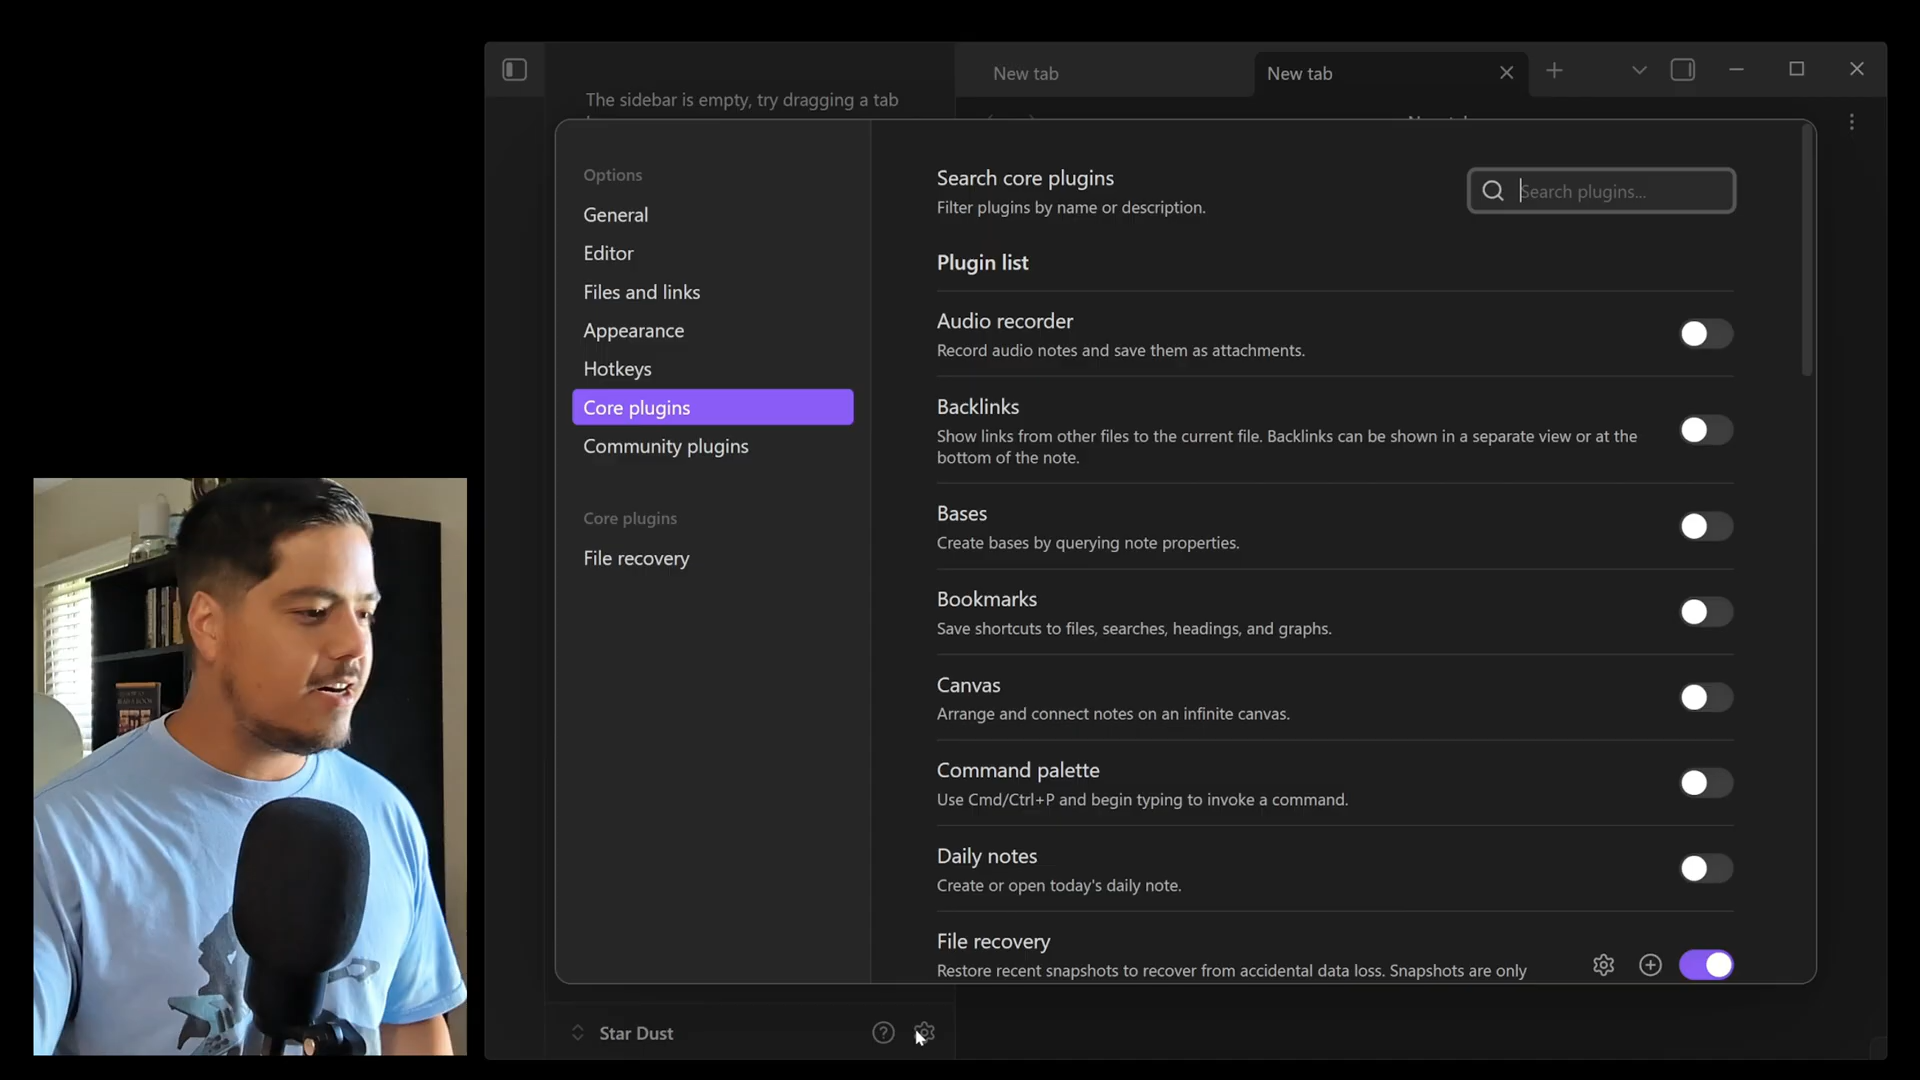 New tab
New tab
The sidebar is empty, try dragging a tab
Options
General
Editor
Files and links
Appearance
Hotkeys
Core plugins
Community plugins
Core plugins
File recovery
Search core plugins
Filter plugins by name or description.
Search plugins...
Plugin list
Audio recorder
Record audio notes and save them as attachments.
Backlinks
Show links from other files to the current file. Backlinks can be shown in a separate view or at the
bottom of the note.
Bases
Create bases by querying note properties.
Bookmarks
Save shortcuts to files, searches, headings, and graphs.
Canvas
Arrange and connect notes on an infinite canvas.
Command palette
Use Cmd/Ctrl+P and begin typing to invoke a command.
Daily notes
Create or open today's daily note.
File recovery
Restore recent snapshots to recover from accidental data loss. Snapshots are only
Star Dust